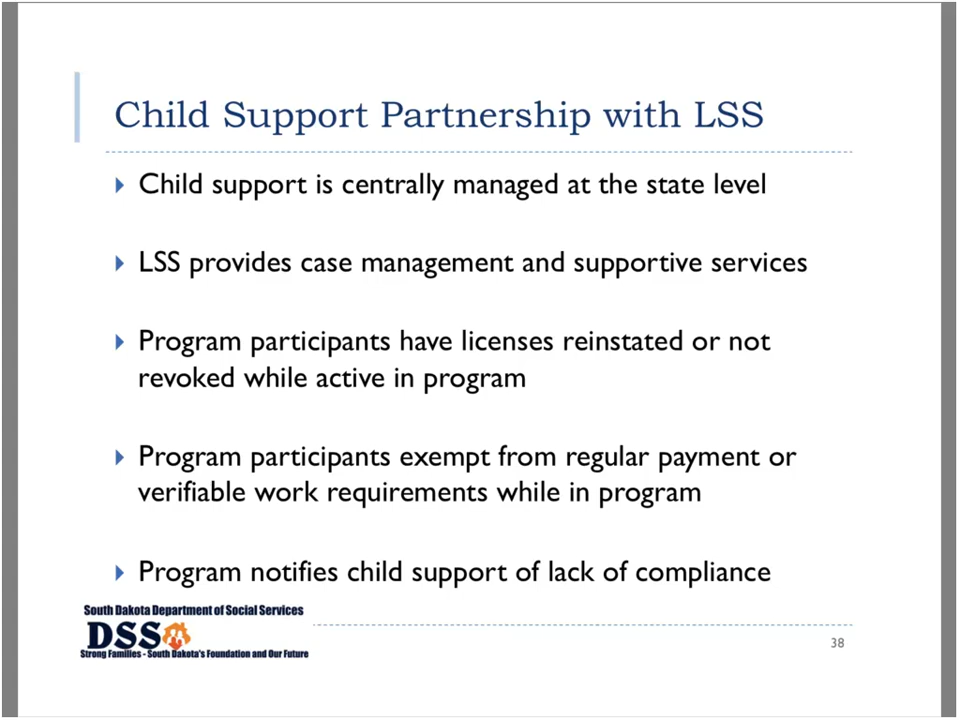 Child Support Partnership with LSS
Child support is centrally managed at the state level
LSS provides case management and supportive services
Program participants have licenses reinstated or not
revoked while active in program
Program participants exempt from regular payment or
verifiable work requirements while in program
Program notifies child support of lack of compliance
South Dakota Department of Social Services
DSS
Strong Families - South Dakota's Foundation and Our Future
38